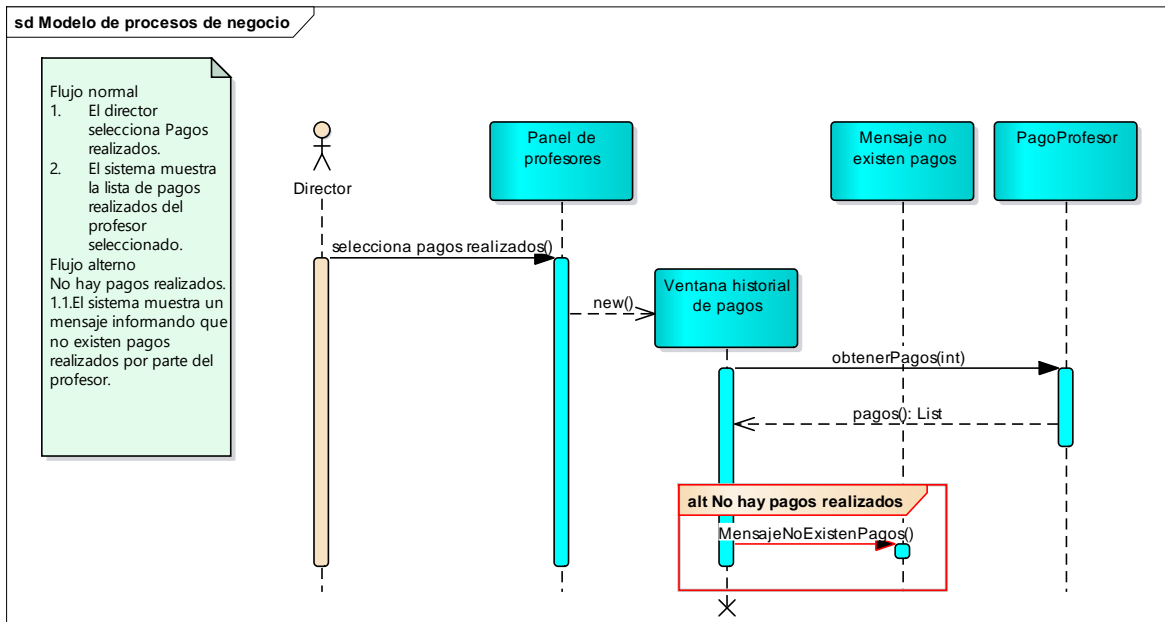 sd Modelo de procesos de negocio
Flujo normal
1. El director
selecciona Pagos
realizados.
2. El sistema muestra
la lista de pagos
realizados del
profesor
seleccionado.
Flujo alterno
No hay pagos realizados.
1.1.El sistema muestra un
mensaje informando que
no existen pagos
realizados por parte del
profesor.
Director
Panel de
profesores
Mensaje no
existen pagos
PagoProfesor
selecciona pagos realizados()
new()
Ventana historial
de pagos
obtenerPagos(int)
pagos(): List
alt No hay pagos realizados
MensajeNoExistenPagos()